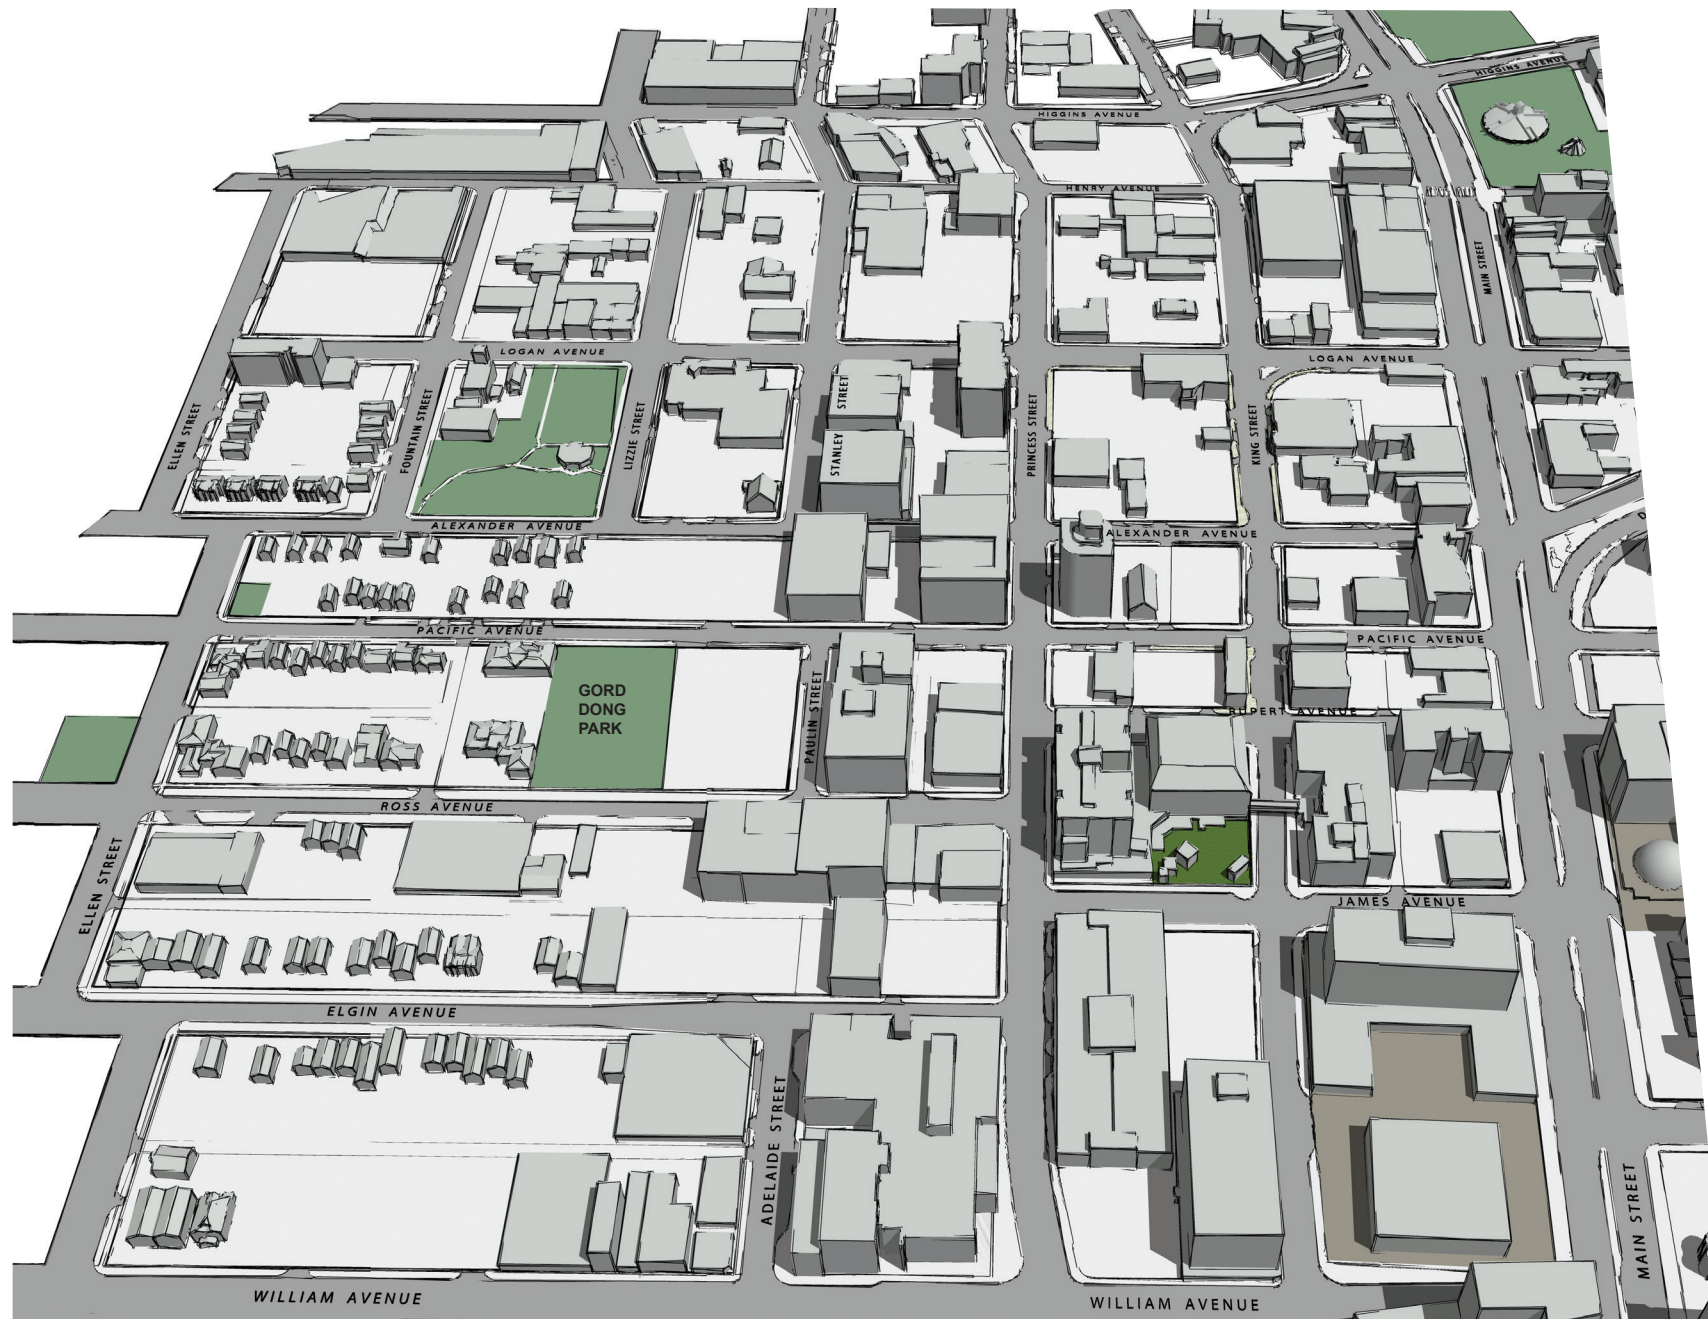 HIGGINS AVENUE
HIGGINS AVENUE
HENRY AVENUE
MAIN STREET
LOGAN AVENUE
LOGAN AVENUE
ELLEN STREET
FOUNTAIN STREET
LIZZIE STREET
STANLEY STREET
PRINCESS STREET
KING STREET
ALEXANDER AVENUE
ALEXANDER AVENUE
PACIFIC AVENUE
PACIFIC AVENUE
GORD
DONG
PARK
PAULIN STREET
RUPERT AVENUE
ROSS AVENUE
ELLEN STREET
JAMES AVENUE
ELGIN AVENUE
ADELAIDE STREET
MAIN STREET
WILLIAM AVENUE
WILLIAM AVENUE